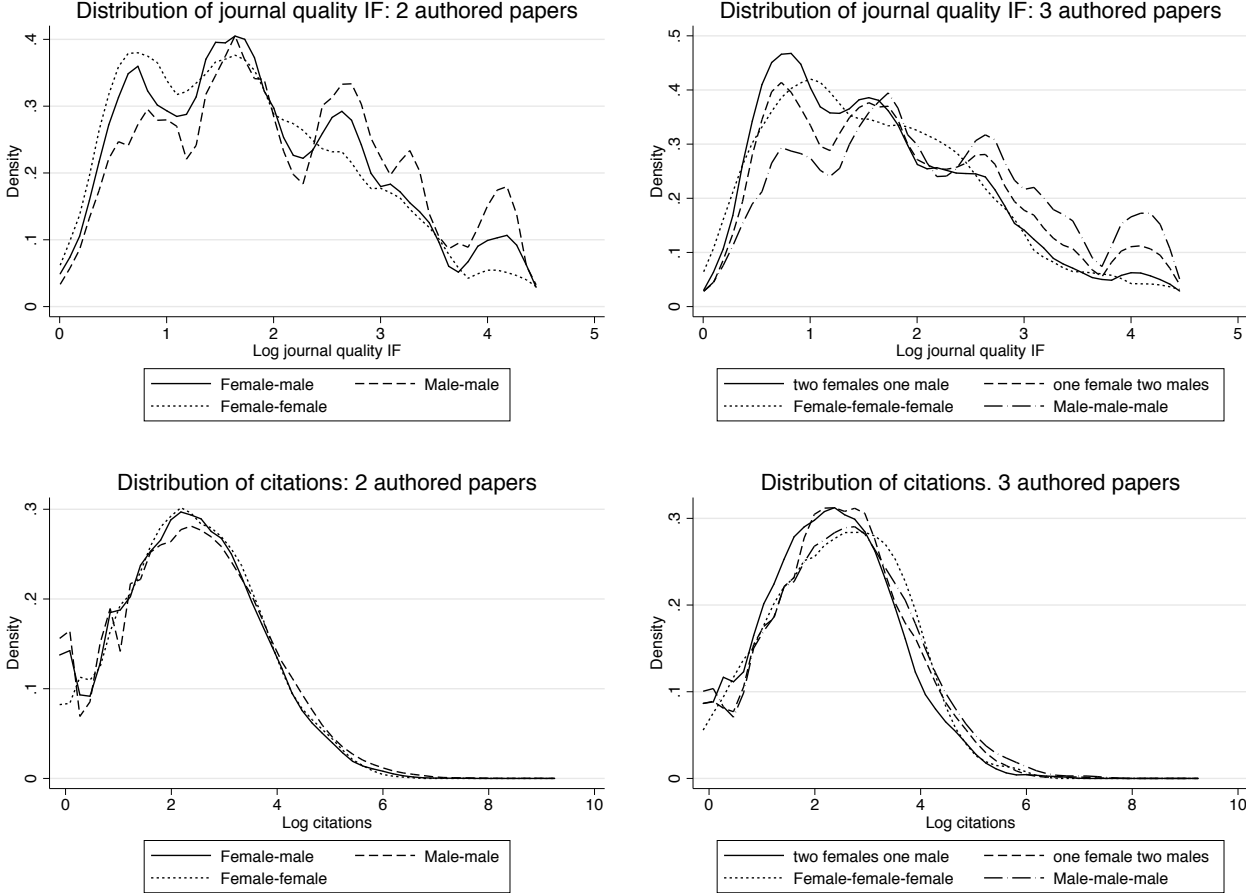 Distribution of journal quality IF: 2 authored papers
.4
.3
.2
.1
0
Density
0 1 2 3 4 5
Log journal quality IF
Female-male Male-male
Female-female
Distribution of journal quality IF: 3 authored papers
.5
.4
.3
.2
.1
0
Density
0 1 2 3 4 5
Log journal quality IF
two females one male one female two males
Female-female-female Male-male-male
Distribution of citations: 2 authored papers
.3
.2
.1
0
Density
0 2 4 6 8 10
Log citations
Female-male Male-male
Female-female
Distribution of citations. 3 authored papers
.3
.2
.1
0
Density
0 2 4 6 8 10
Log citations
two females one male one female two males
Female-female-female Male-male-male